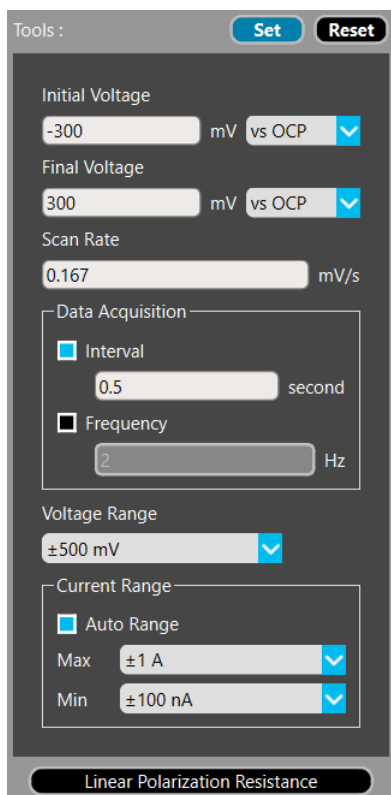 Tools : Set Reset
Initial Voltage
-300 mV vs OCP
Final Voltage
300 mV vs OCP
Scan Rate
0.167 mV/s
Data Acquisition
Interval
0.5 second
Frequency
2 Hz
Voltage Range
±500 mV
Current Range
Auto Range
Max ±1 A
Min ±100 nA
Linear Polarization Resistance